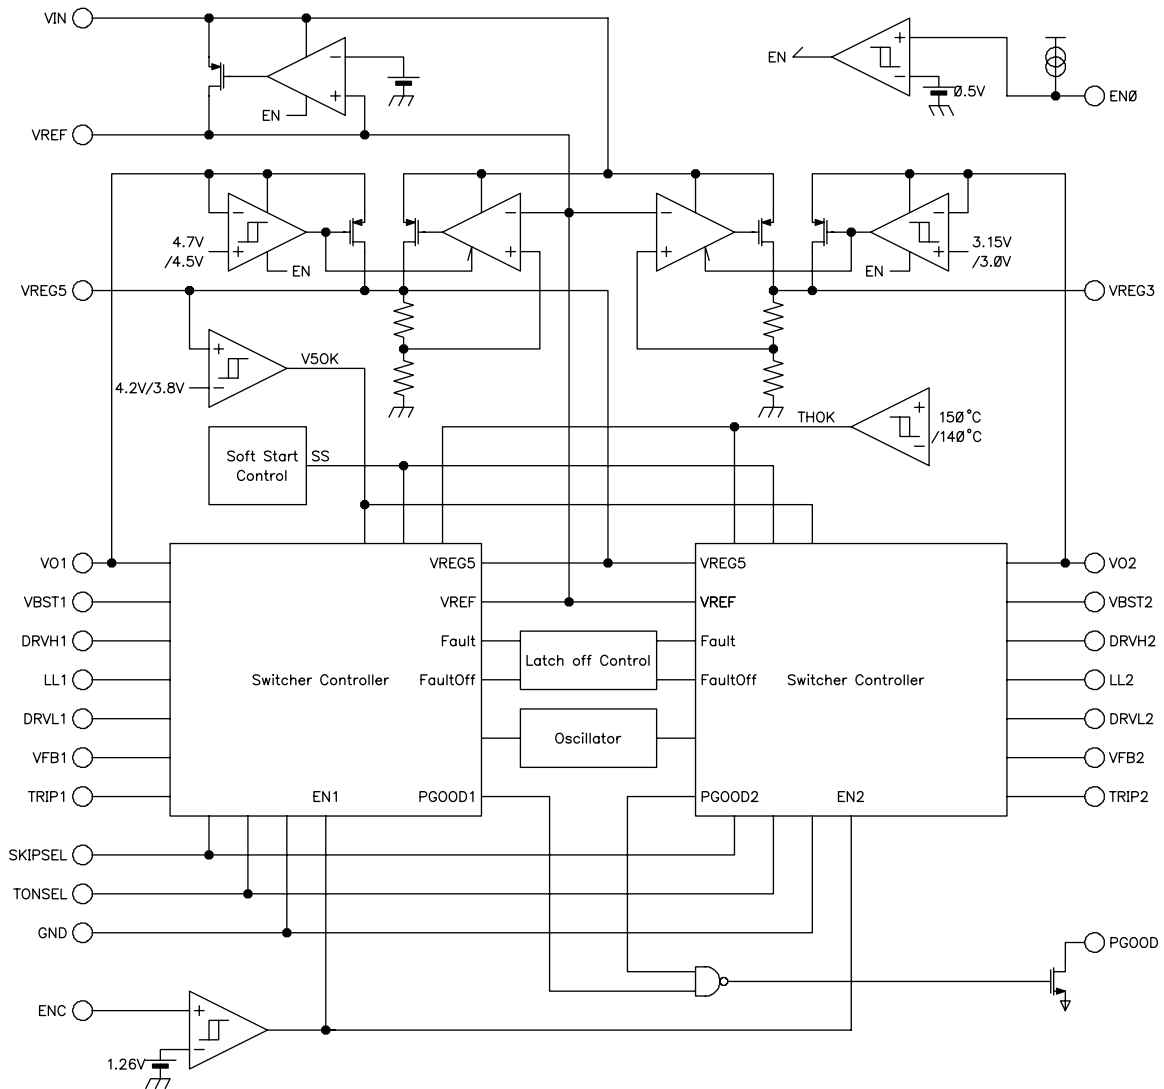 VIN
EN
0.5V
EN0
EN
VREF
4.7V
/4.5V
EN
EN
3.15V
/3.0V
VREG5
VREG3
V5OK
4.2V/3.8V
THOK
150°C
/140°C
Soft Start
Control
SS
VO1
VREG5
VREG5
VO2
VBST1
VREF
VREF
VBST2
DRVH1
Fault
Latch off Control
Fault
DRVH2
LL1
Switcher Controller
FaultOff
FaultOff
Switcher Controller
LL2
DRVL1
Oscillator
DRVL2
VFB1
VFB2
TRIP1
EN1
PGOOD1
PGOOD2
EN2
TRIP2
SKIPSEL
TONSEL
GND
PGOOD
ENC
1.26V